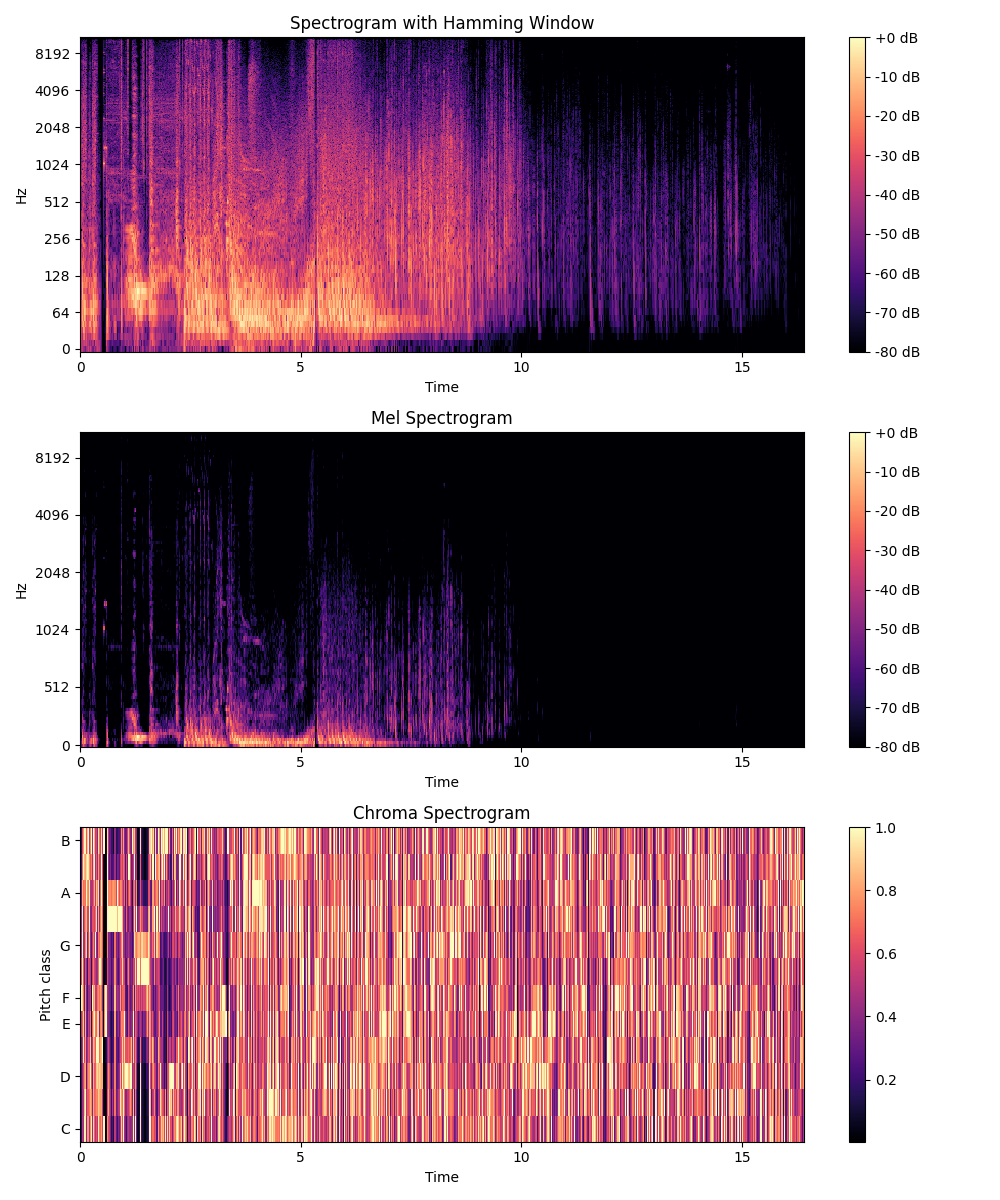 Spectrogram with Hamming Window
8192
4096
2048
1024
512
256
128
64
0
Hz
0 5 10 15
Time
+0 dB
-10 dB
-20 dB
-30 dB
-40 dB
-50 dB
-60 dB
-70 dB
-80 dB
Mel Spectrogram
8192
4096
2048
1024
512
0
Hz
0 5 10 15
Time
+0 dB
-10 dB
-20 dB
-30 dB
-40 dB
-50 dB
-60 dB
-70 dB
-80 dB
Chroma Spectrogram
B
A
G
F
E
D
C
Pitch class
0 5 10 15
Time
1.0
0.8
0.6
0.4
0.2